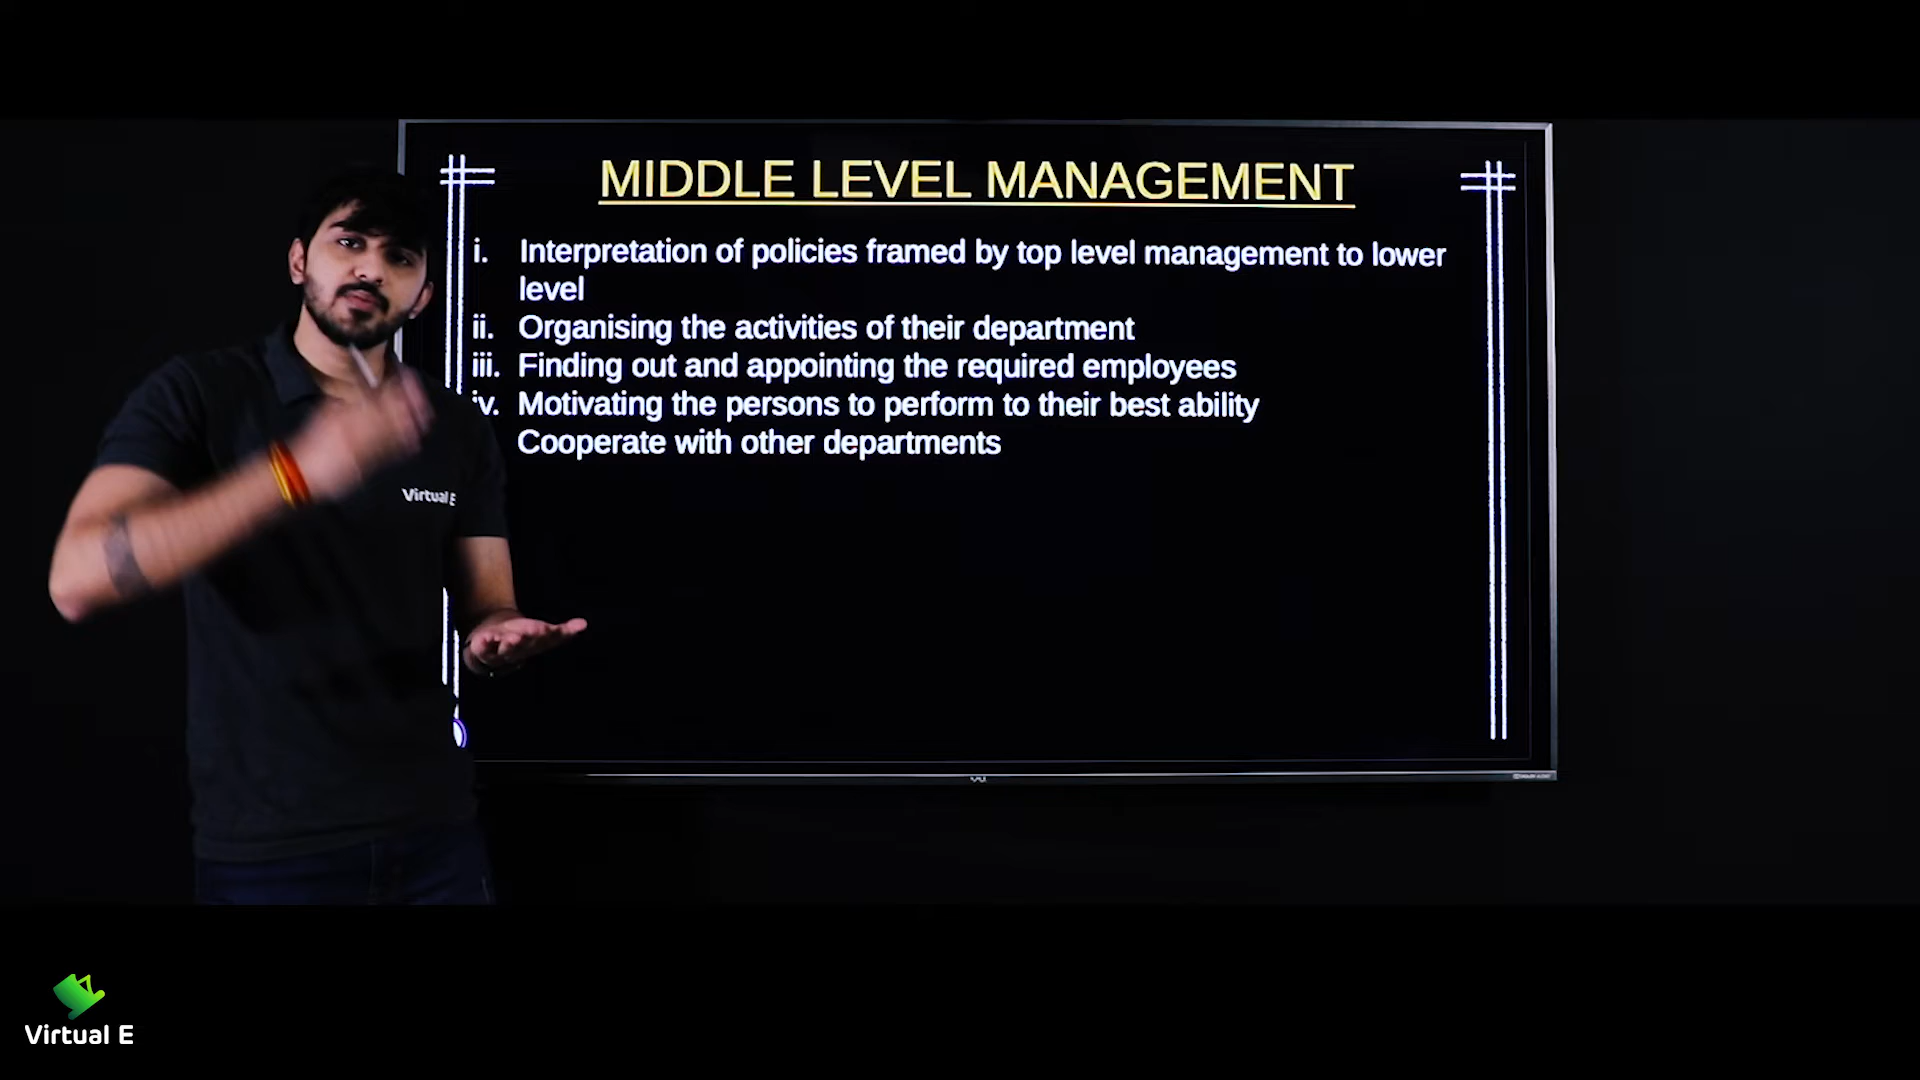 MIDDLE LEVEL MANAGEMENT
i. Interpretation of policies framed by top level management to lower
level
ii. Organising the activities of their department
iii. Finding out and appointing the required employees
iv. Motivating the persons to perform to their best ability
Cooperate with other departments
Virtual E
Virtual E